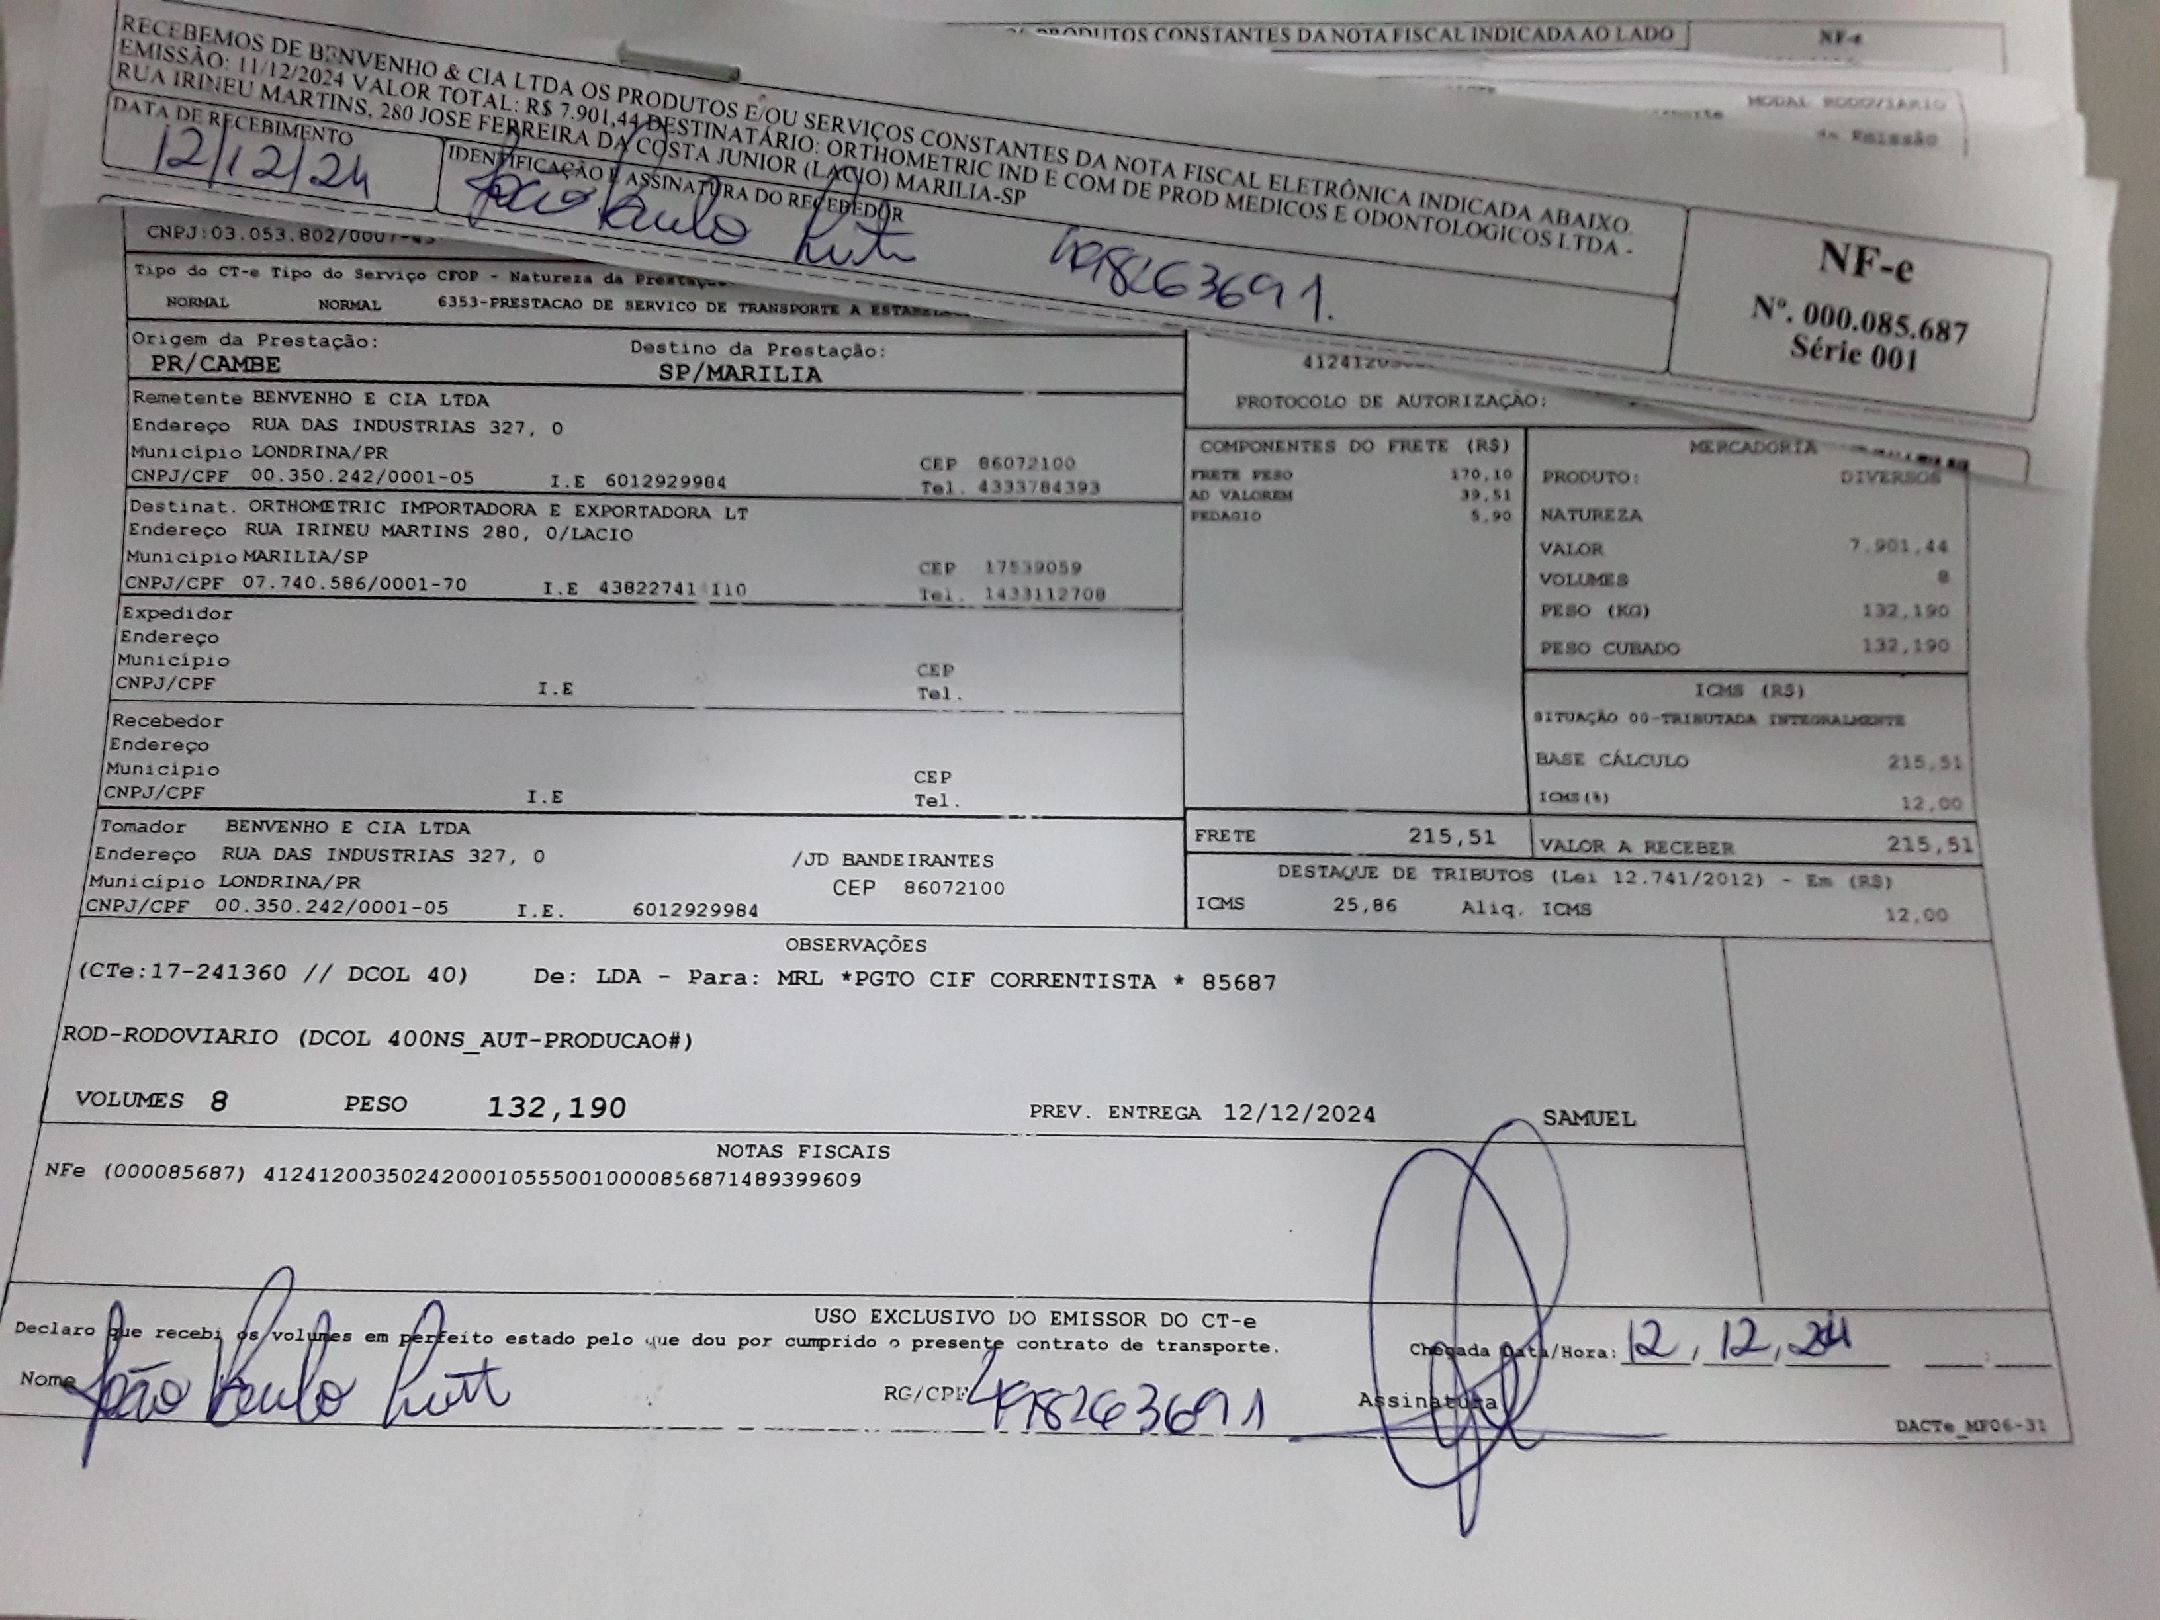 PRODUTOS CONSTANTES DA NOTA FISCAL INDICADA AO LADO
NF-e
MODAL RODOVIARIO
da Emissão
RECEBEMOS DE BENVENHO & CIA LTDA OS PRODUTOS E/OU SERVIÇOS CONSTANTES DA NOTA FISCAL ELETRÔNICA INDICADA ABAIXO.
EMISSÃO: 11/12/2024 VALOR TOTAL: R$ 7.901,44 DESTINATÁRIO: ORTHOMETRIC IND E COM DE PROD MEDICOS E ODONTOLOGICOS LTDA -
RUA IRINEU MARTINS, 280 JOSE FERREIRA DA COSTA JUNIOR (LACIO) MARILIA-SP
DATA DE RECEBIMENTO
12/12/24
IDENTIFICAÇÃO E ASSINATURA DO RECEBEDOR
João Paulo
498263691.
NF-e
Nº. 000.085.687
Série 001
CNPJ:03.053.802/0007-
Tipo do CT-e Tipo do Serviço CFOP - Natureza da
NORMAL NORMAL 6353-PRESTACAO DE SERVICO DE TRANSPORTE A
Origem da Prestação: Destino da Prestação:
PR/CAMBE SP/MARILIA
Remetente BENVENHO E CIA LTDA
Endereço RUA DAS INDUSTRIAS 327, 0
Município LONDRINA/PR CEP 86072100
CNPJ/CPF 00.350.242/0001-05 I.E 6012929984 Tel. 4333784393
Destinat. ORTHOMETRIC IMPORTADORA E EXPORTADORA LT
Endereço RUA IRINEU MARTINS 280, 0/LACIO
Município MARILIA/SP CEP 17539059
CNPJ/CPF 07.740.586/0001-70 I.E 43822741 110 Tel. 1433112708
Expedidor
Endereço
Município CEP
CNPJ/CPF I.E Tel.
Recebedor
Endereço
Município CEP
CNPJ/CPF I.E Tel.
Tomador BENVENHO E CIA LTDA
Endereço RUA DAS INDUSTRIAS 327, 0 /JD BANDEIRANTES
Município LONDRINA/PR CEP 86072100
CNPJ/CPF 00.350.242/0001-05 I.E. 6012929984
PROTOCOLO DE AUTORIZAÇÃO:
COMPONENTES DO FRETE (R$)
FRETE PESO 170,10
AD VALOREM 39,51
PEDAGIO 5,90
MERCADORIA
PRODUTO: DIVERSOS
NATUREZA
VALOR 7.901,44
VOLUMES 8
PESO (KG) 132,190
PESO CUBADO 132,190
ICMS (R$)
SITUAÇÃO 00-TRIBUTADA INTEGRALMENTE
BASE CÁLCULO 215,51
ICMS(%) 12,00
FRETE 215,51 VALOR A RECEBER 215,51
DESTAQUE DE TRIBUTOS (Lei 12.741/2012) - Em (R$)
ICMS 25,86 Aliq. ICMS 12,00
OBSERVAÇÕES
(CTe:17-241360 // DCOL 40) De: LDA - Para: MRL *PGTO CIF CORRENTISTA * 85687
ROD-RODOVIARIO (DCOL 400NS_AUT-PRODUCAO#)
VOLUMES 8 PESO 132,190 PREV. ENTREGA 12/12/2024 SAMUEL
NOTAS FISCAIS
NFe (000085687) 41241200350242000105550010000856871489399609
USO EXCLUSIVO DO EMISSOR DO CT-e
Declaro que recebi os volumes em perfeito estado pelo que dou por cumprido o presente contrato de transporte.
Chegada Data/Hora: 12, 12, 24 :
Nome João Paulo
RG/CPF 498263691
Assinatura
DACTe_MF06-31